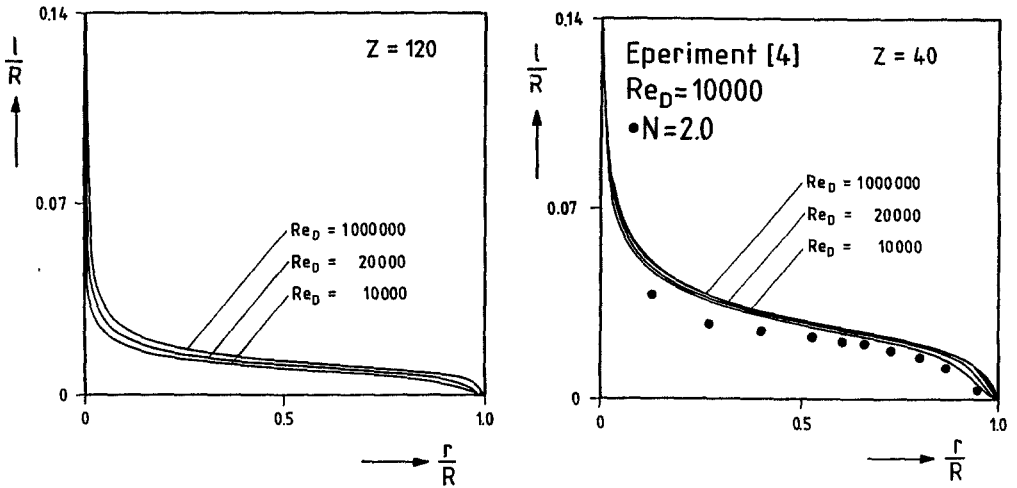 0.14
l
R
Z = 120
0.07
Re_D = 1000000
Re_D = 20000
Re_D = 10000
0
0
0.5
1.0
r
R
0.14
l
R
Eperiment [4]
Z = 40
Re_D=10000
•N=2.0
0.07
Re_D = 1000000
Re_D = 20000
Re_D = 10000
0
0
0.5
1.0
r
R